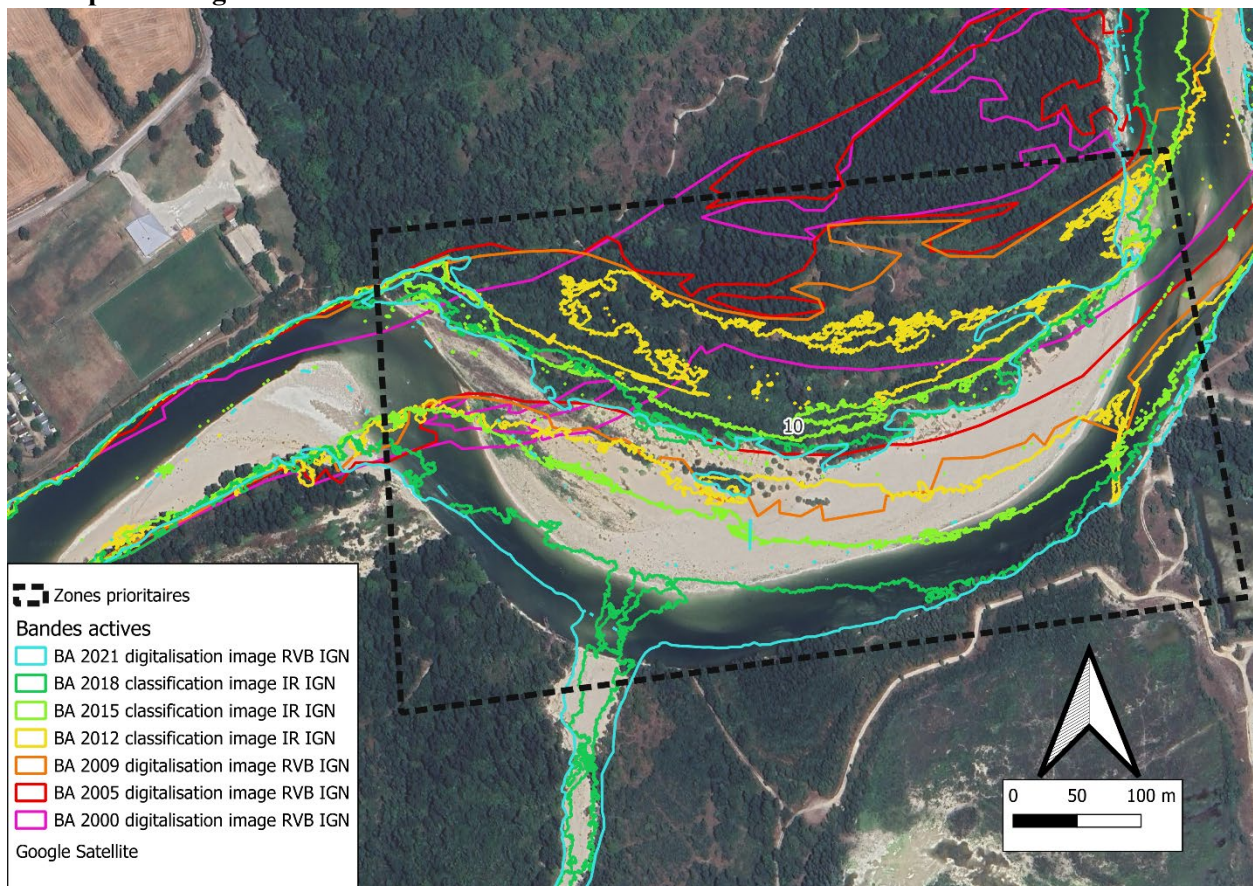 10
Zones prioritaires
Bandes actives
BA 2021 digitalisation image RVB IGN
BA 2018 classification image IR IGN
BA 2015 classification image IR IGN
BA 2012 classification image IR IGN
BA 2009 digitalisation image RVB IGN
BA 2005 digitalisation image RVB IGN
BA 2000 digitalisation image RVB IGN
Google Satellite
0 50 100 m